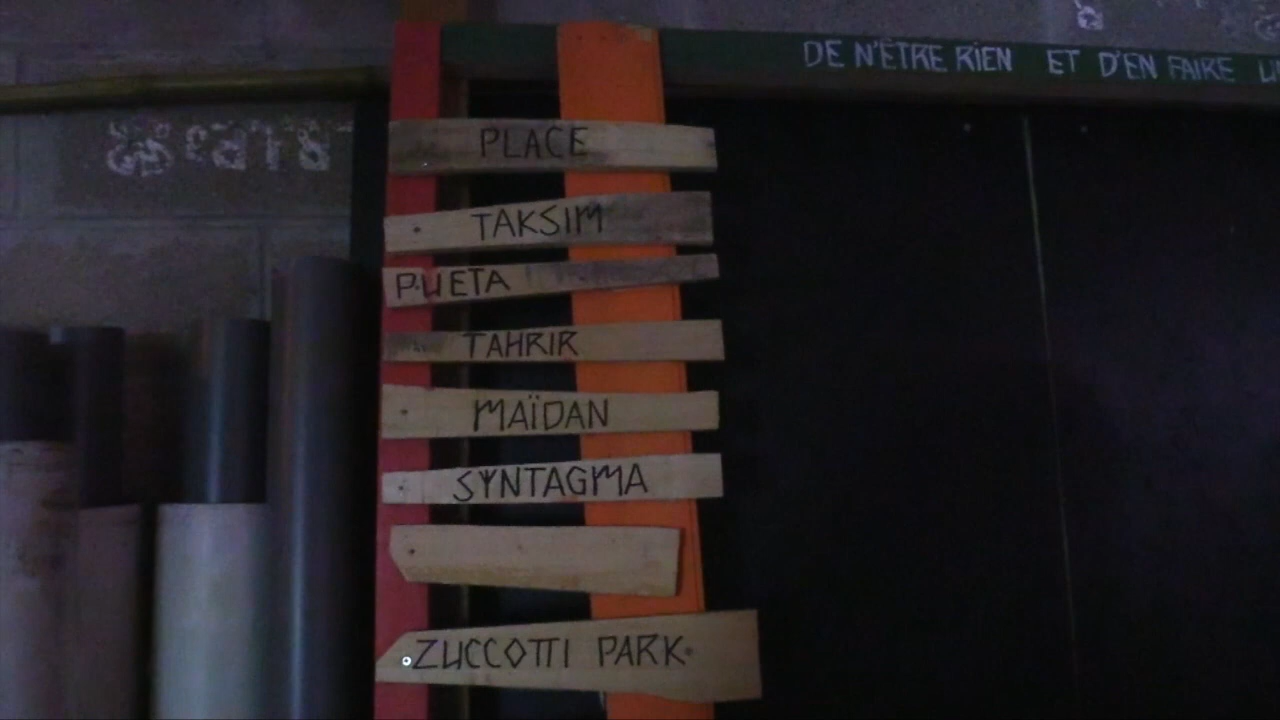 DE N'ÊTRE RIEN ET D'EN FAIRE
PLACE
TAKSIM
PUETA
TAHRIR
MAÏDAN
SYNTAGMA
ZUCCOTTI PARK